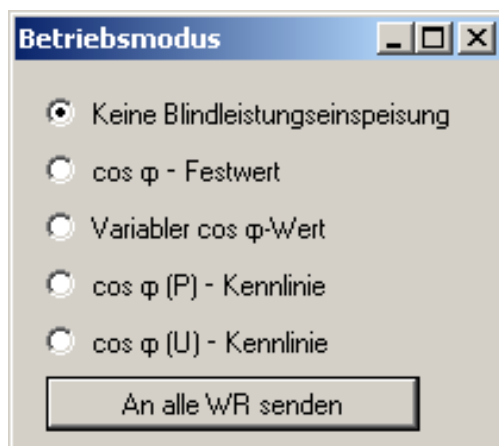 Betriebsmodus
Keine Blindleistungseinspeisung
cos φ - Festwert
Variabler cos φ-Wert
cos φ (P) - Kennlinie
cos φ (U) - Kennlinie
An alle WR senden